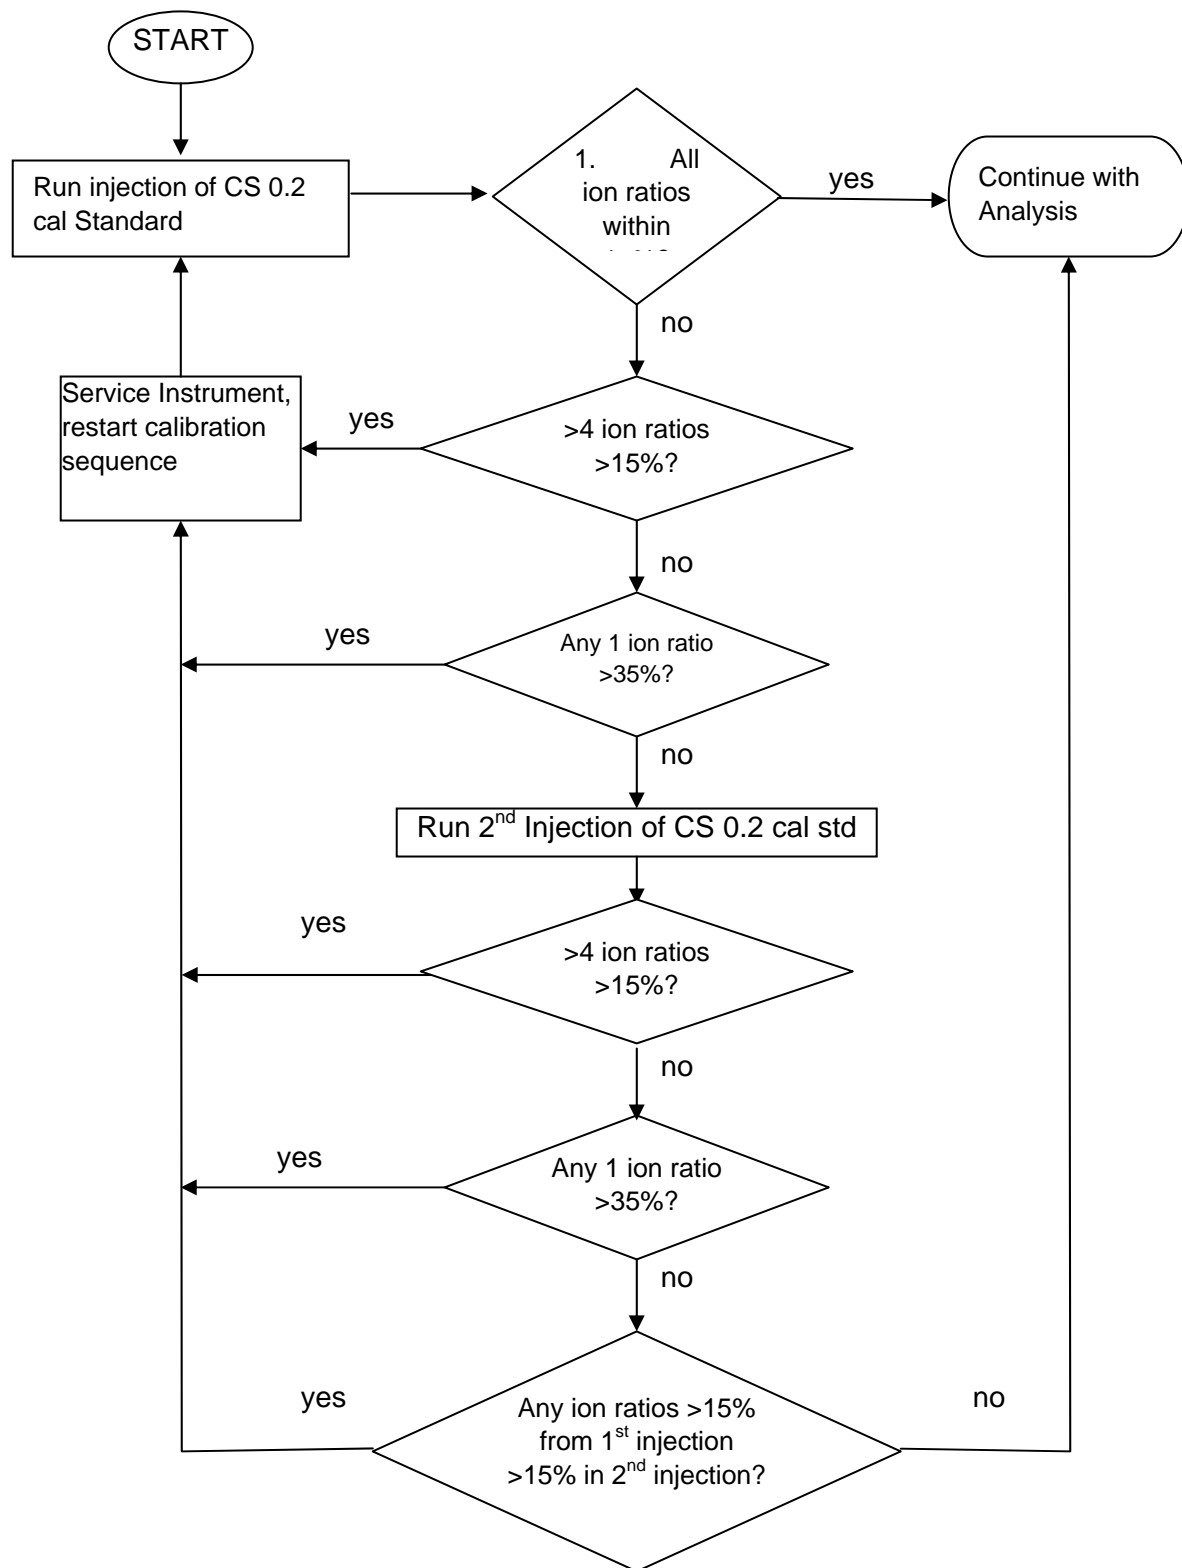 START
Run injection of CS 0.2
cal Standard
1. All
ion ratios
within
yes
Continue with
Analysis
no
Service Instrument,
restart calibration
sequence
yes
>4 ion ratios
>15%?
no
yes
Any 1 ion ratio
>35%?
no
Run 2nd Injection of CS 0.2 cal std
yes
>4 ion ratios
>15%?
no
yes
Any 1 ion ratio
>35%?
no
yes
Any ion ratios >15%
from 1st injection
>15% in 2nd injection?
no